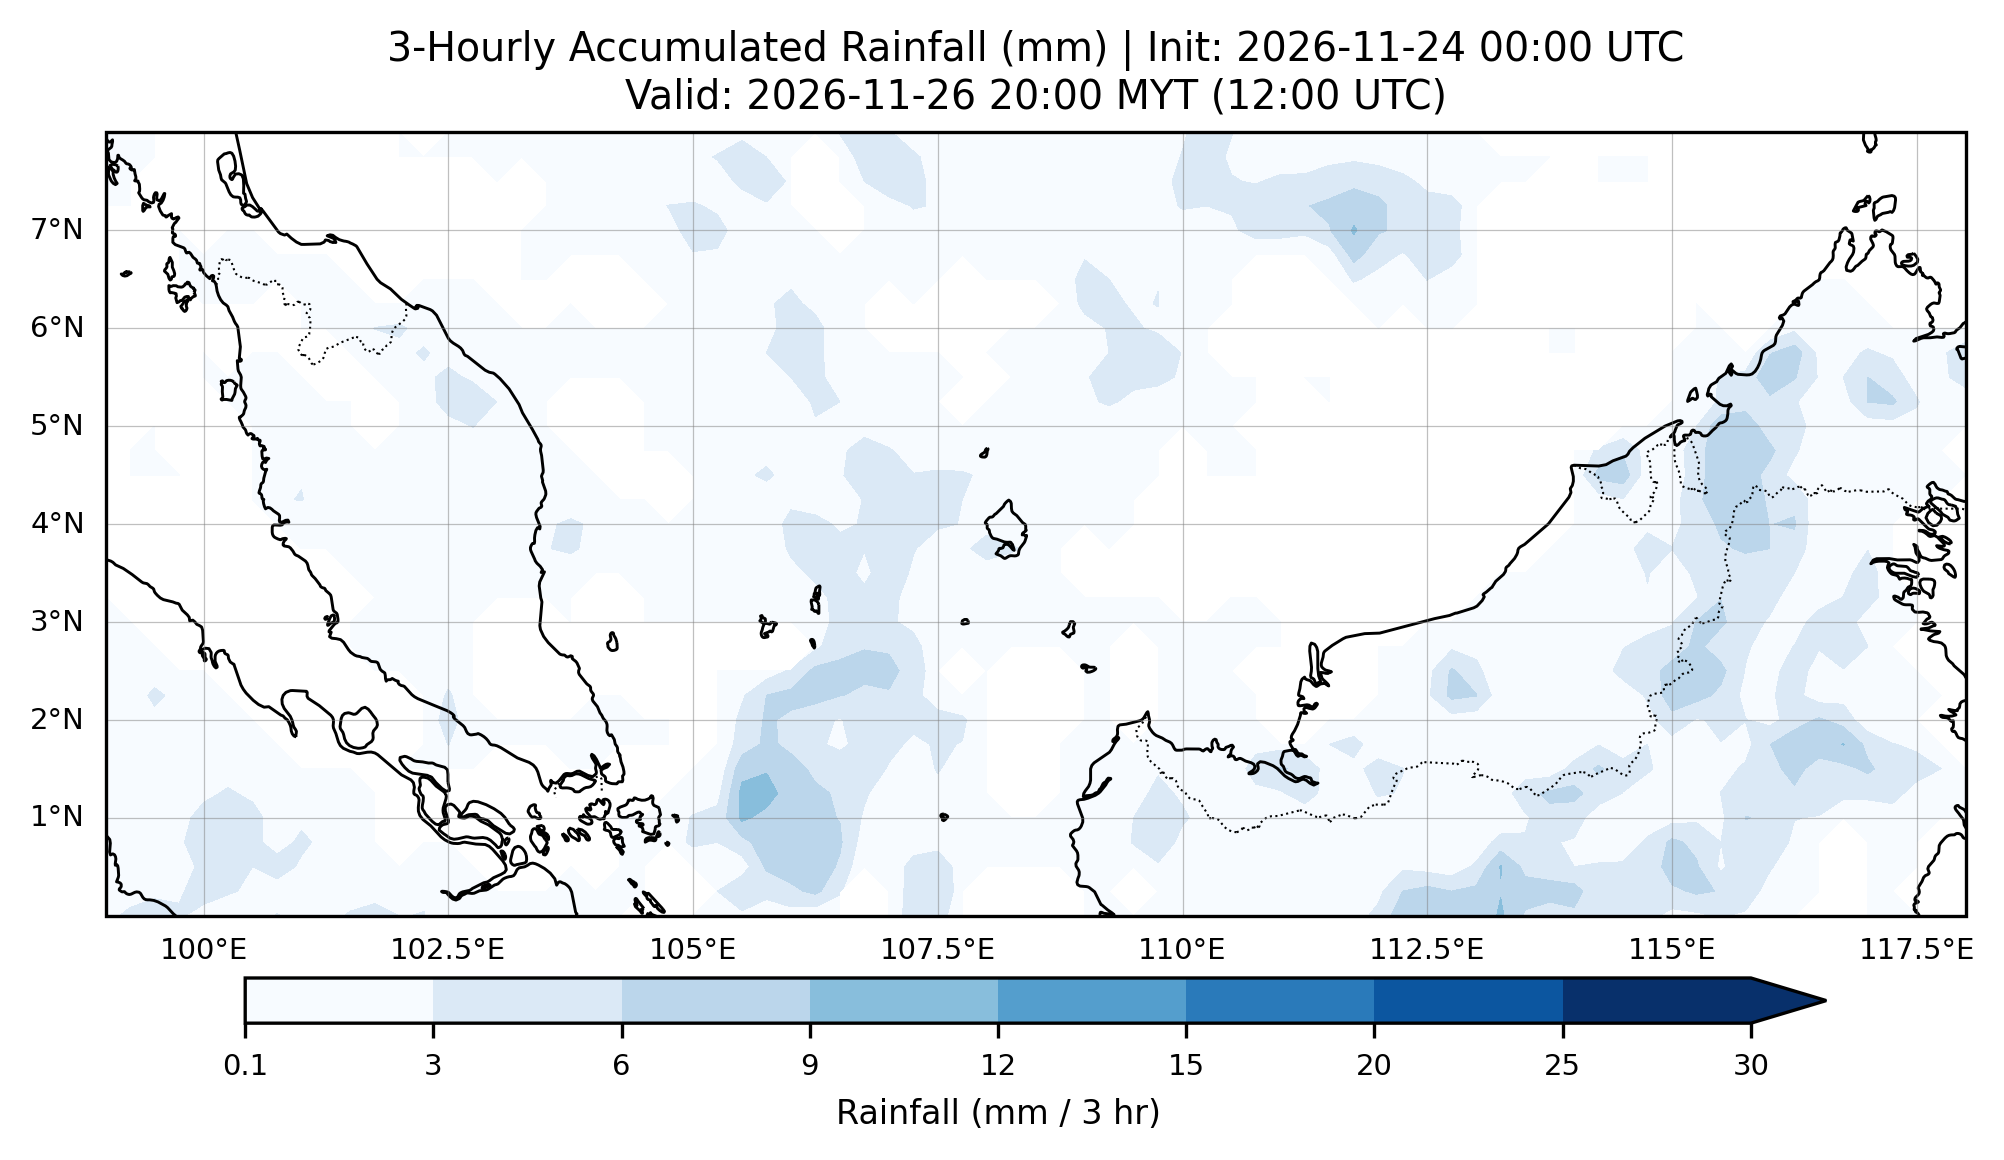 3-Hourly Accumulated Rainfall (mm) | Init: 2026-11-24 00:00 UTC
Valid: 2026-11-26 20:00 MYT (12:00 UTC)
7°N
6°N
5°N
4°N
3°N
2°N
1°N
100°E 102.5°E 105°E 107.5°E 110°E 112.5°E 115°E 117.5°E
0.1 3 6 9 12 15 20 25 30
Rainfall (mm / 3 hr)